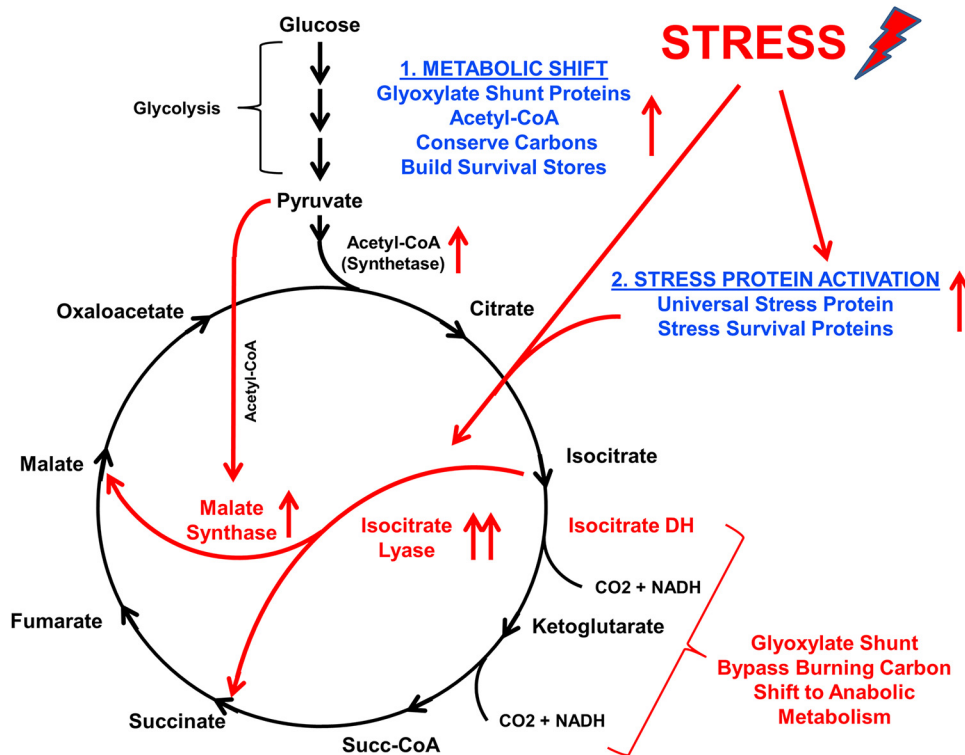 Glucose
STRESS
1. METABOLIC SHIFT
Glyoxylate Shunt Proteins
Acetyl-CoA
Conserve Carbons
Build Survival Stores
Glycolysis
Pyruvate
Acetyl-CoA
(Synthetase)
2. STRESS PROTEIN ACTIVATION
Universal Stress Protein
Stress Survival Proteins
Oxaloacetate
Citrate
Acetyl-CoA
Malate
Isocitrate
Malate
Synthase
Isocitrate
Lyase
Isocitrate DH
CO2 + NADH
Fumarate
Ketoglutarate
Glyoxylate Shunt
Bypass Burning Carbon
Shift to Anabolic
Metabolism
Succinate
CO2 + NADH
Succ-CoA